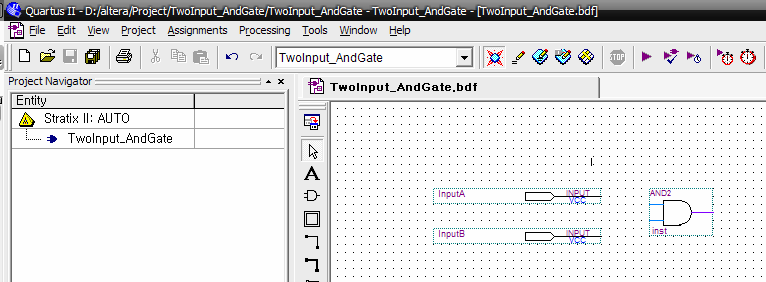 Quartus II - D:/altera/Project/TwoInput_AndGate/TwoInput_AndGate - TwoInput_AndGate - [TwoInput_AndGate.bdf]
File Edit View Project Assignments Processing Tools Window Help
STOP
TwoInput_AndGate
Project Navigator
TwoInput_AndGate.bdf
Entity
Stratix II: AUTO
TwoInput_AndGate
A
InputA
INPUT
VCC
AND2
inst
InputB
INPUT
VCC